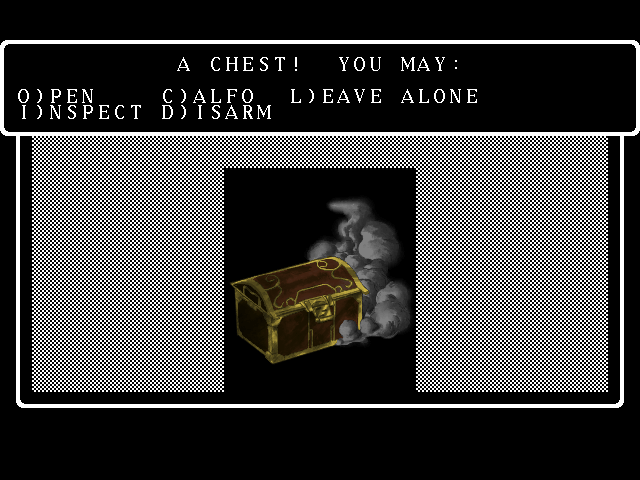 A CHEST! YOU MAY:
O)PEN C)ALFO L)EAVE ALONE
I)NSPECT D)ISARM